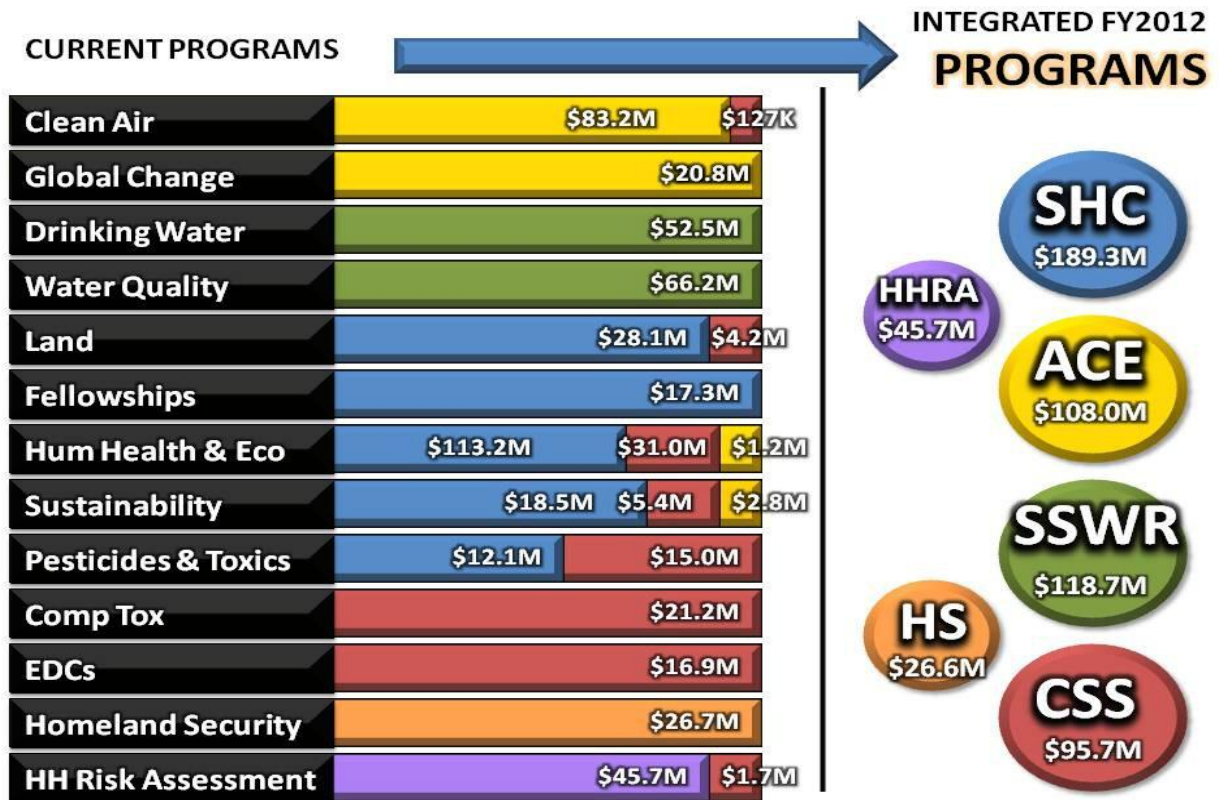 CURRENT PROGRAMS
INTEGRATED FY2012
PROGRAMS
Clean Air $83.2M $127K
Global Change $20.8M
Drinking Water $52.5M
Water Quality $66.2M
Land $28.1M $4.2M
Fellowships $17.3M
Hum Health & Eco $113.2M $31.0M $1.2M
Sustainability $18.5M $5.4M $2.8M
Pesticides & Toxics $12.1M $15.0M
Comp Tox $21.2M
EDCs $16.9M
Homeland Security $26.7M
HH Risk Assessment $45.7M $1.7M
SHC
$189.3M
HHRA
$45.7M
ACE
$108.0M
SSWR
$118.7M
HS
$26.6M
CSS
$95.7M